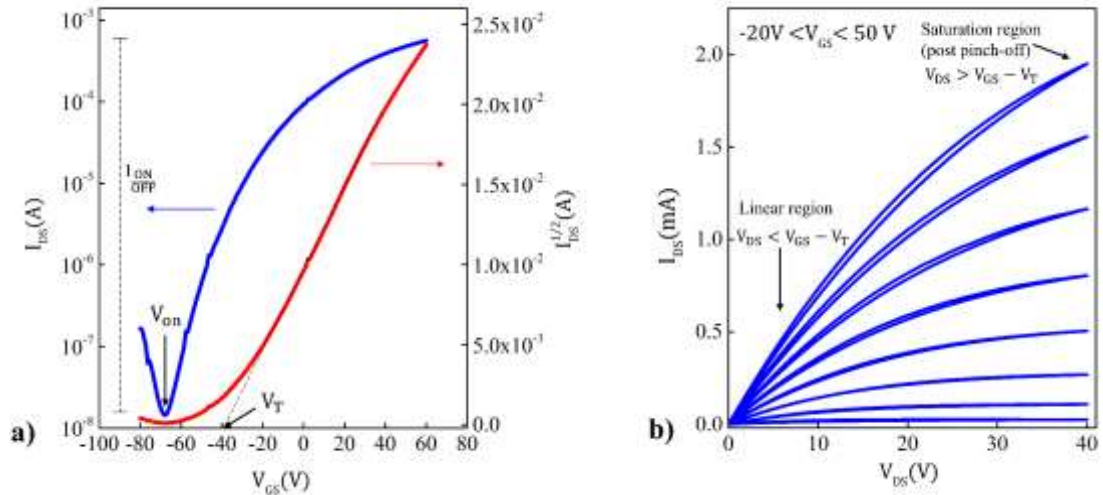 10⁻³
10⁻⁴
10⁻⁵
10⁻⁶
10⁻⁷
10⁻⁸
I_DS(A)
I_ON
OFF
V_on
V_T
2.5x10⁻²
2.0x10⁻²
1.5x10⁻²
1.0x10⁻²
0.0
I_DS^1/2(A)
-100 -80 -60 -40 -20 0 20 40 60 80
V_GS(V)
a)
-20V <V_GS< 50 V
Saturation region
(post pinch-off)
V_DS > V_GS − V_T
Linear region
V_DS < V_GS − V_T
2.0
1.5
1.0
0.5
0.0
I_DS(mA)
0 10 20 30 40
V_DS(V)
b)